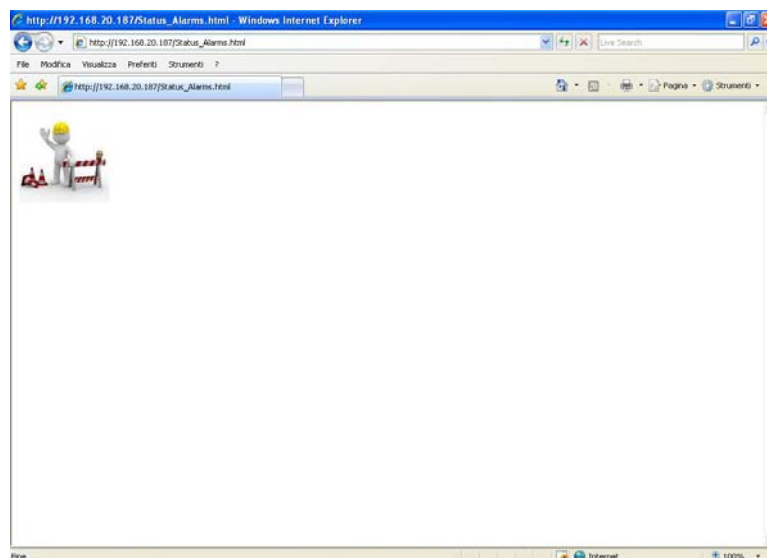 http://192.168.20.187/Status_Alarms.html - Windows Internet Explorer
http://192.168.20.187/Status_Alarms.html
Live Search
File Modifica Visualizza Preferiti Strumenti ?
http://192.168.20.187/Status_Alarms.html
Pagina
Strumenti
Fine
Internet
100%